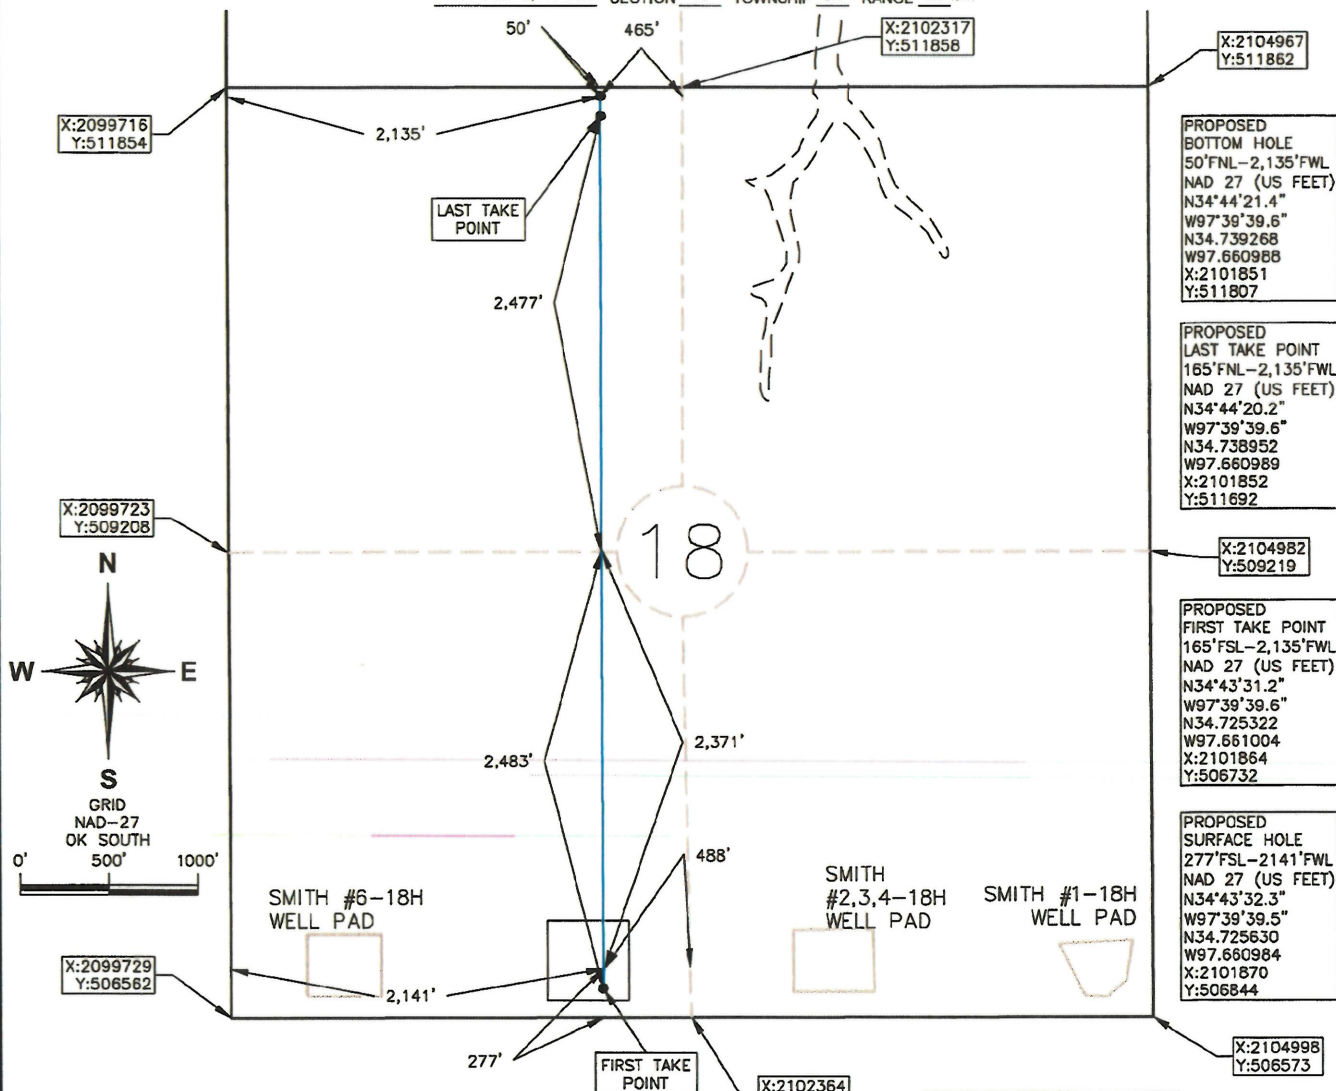 SECTION TOWNSHIP RANGE
50'
465'
X:2102317
Y:511858
X:2104967
Y:511862
X:2099716
Y:511854
2,135'
LAST TAKE
POINT
2,477'
PROPOSED
BOTTOM HOLE
50'FNL-2,135'FWL
NAD 27 (US FEET)
N34°44'21.4"
W97°39'39.6"
N34.739268
W97.660988
X:2101851
Y:511807
PROPOSED
LAST TAKE POINT
165'FNL-2,135'FWL
NAD 27 (US FEET)
N34°44'20.2"
W97°39'39.6"
N34.738952
W97.660989
X:2101852
Y:511692
X:2099723
Y:509208
18
X:2104982
Y:509219
N
W E
S
GRID
NAD-27
OK SOUTH
0' 500' 1000'
PROPOSED
FIRST TAKE POINT
165'FSL-2,135'FWL
NAD 27 (US FEET)
N34°43'31.2"
W97°39'39.6"
N34.725322
W97.661004
X:2101864
Y:506732
2,483'
2,371'
488'
PROPOSED
SURFACE HOLE
277'FSL-2141'FWL
NAD 27 (US FEET)
N34°43'32.3"
W97°39'39.5"
N34.725630
W97.660984
X:2101870
Y:506844
SMITH #6-18H
WELL PAD
SMITH
#2,3,4-18H
WELL PAD
SMITH #1-18H
WELL PAD
X:2099729
Y:506562
2,141'
277'
FIRST TAKE
POINT
X:2102364
X:2104998
Y:506573